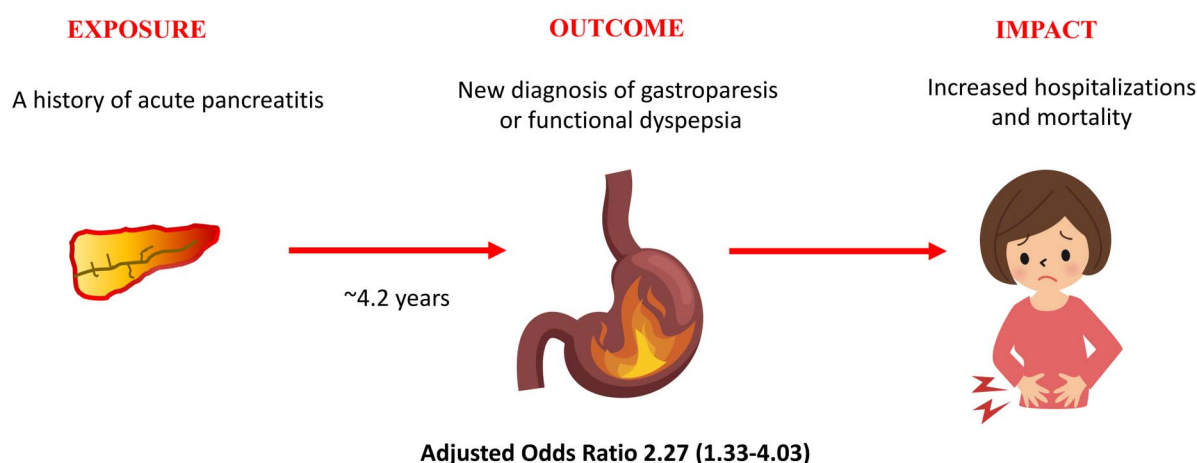 EXPOSURE
A history of acute pancreatitis
~4.2 years
OUTCOME
New diagnosis of gastroparesis
or functional dyspepsia
Adjusted Odds Ratio 2.27 (1.33-4.03)
IMPACT
Increased hospitalizations
and mortality